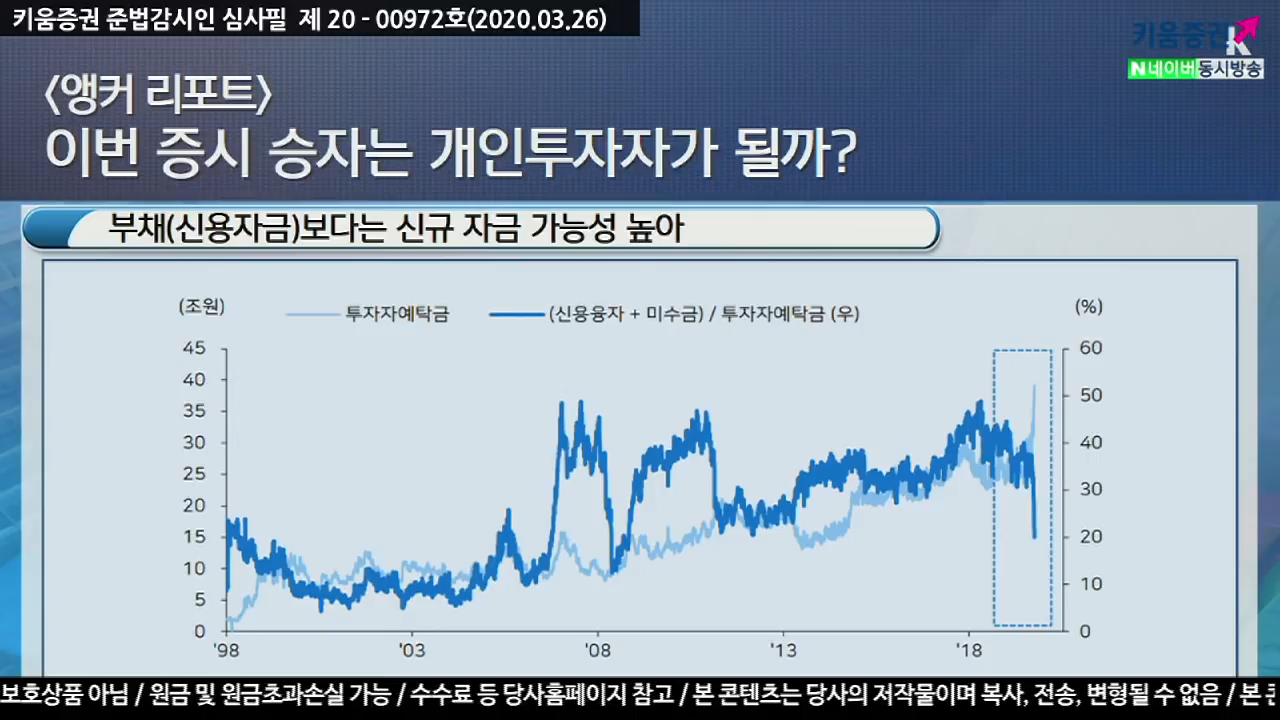 키움증권 준법감시인 심사필 제 20 - 00972호(2020.03.26)
키움증권
N네이버 동시방송
<앵커 리포트>
이번 증시 승자는 개인투자자가 될까?
부채(신용자금)보다는 신규 자금 가능성 높아
(조원) 투자자예탁금 (신용융자 + 미수금) / 투자자예탁금 (우) (%)
45 60
40 50
35
30 40
25 30
20
15 20
10 10
5
0 0
'98 '03 '08 '13 '18
보호상품 아님 / 원금 및 원금초과손실 가능 / 수수료 등 당사홈페이지 참고 / 본 콘텐츠는 당사의 저작물이며 복사, 전송, 변형될 수 없음 / 본